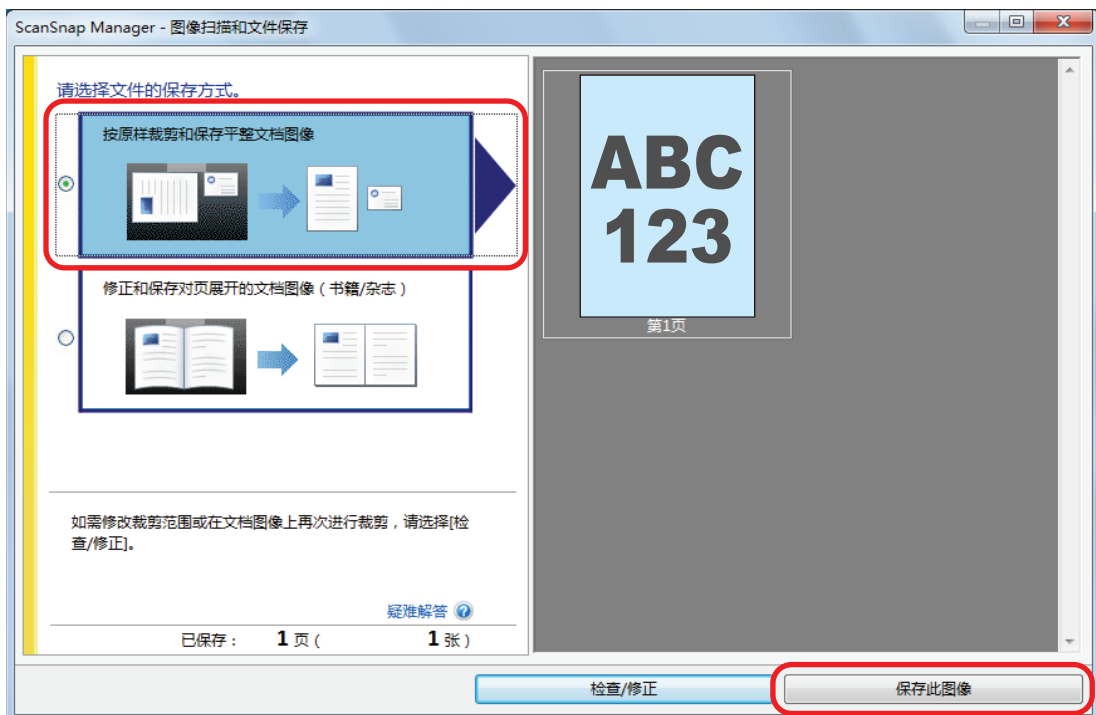 ScanSnap Manager - 图像扫描和文件保存
请选择文件的保存方式。
按原样裁剪和保存平整文档图像
修正和保存对页展开的文档图像 ( 书籍/杂志 )
如需修改裁剪范围或在文档图像上再次进行裁剪，请选择[检
查/修正]。
疑难解答
已保存： 1 页 ( 1 张 )
ABC
123
第1页
检查/修正
保存此图像